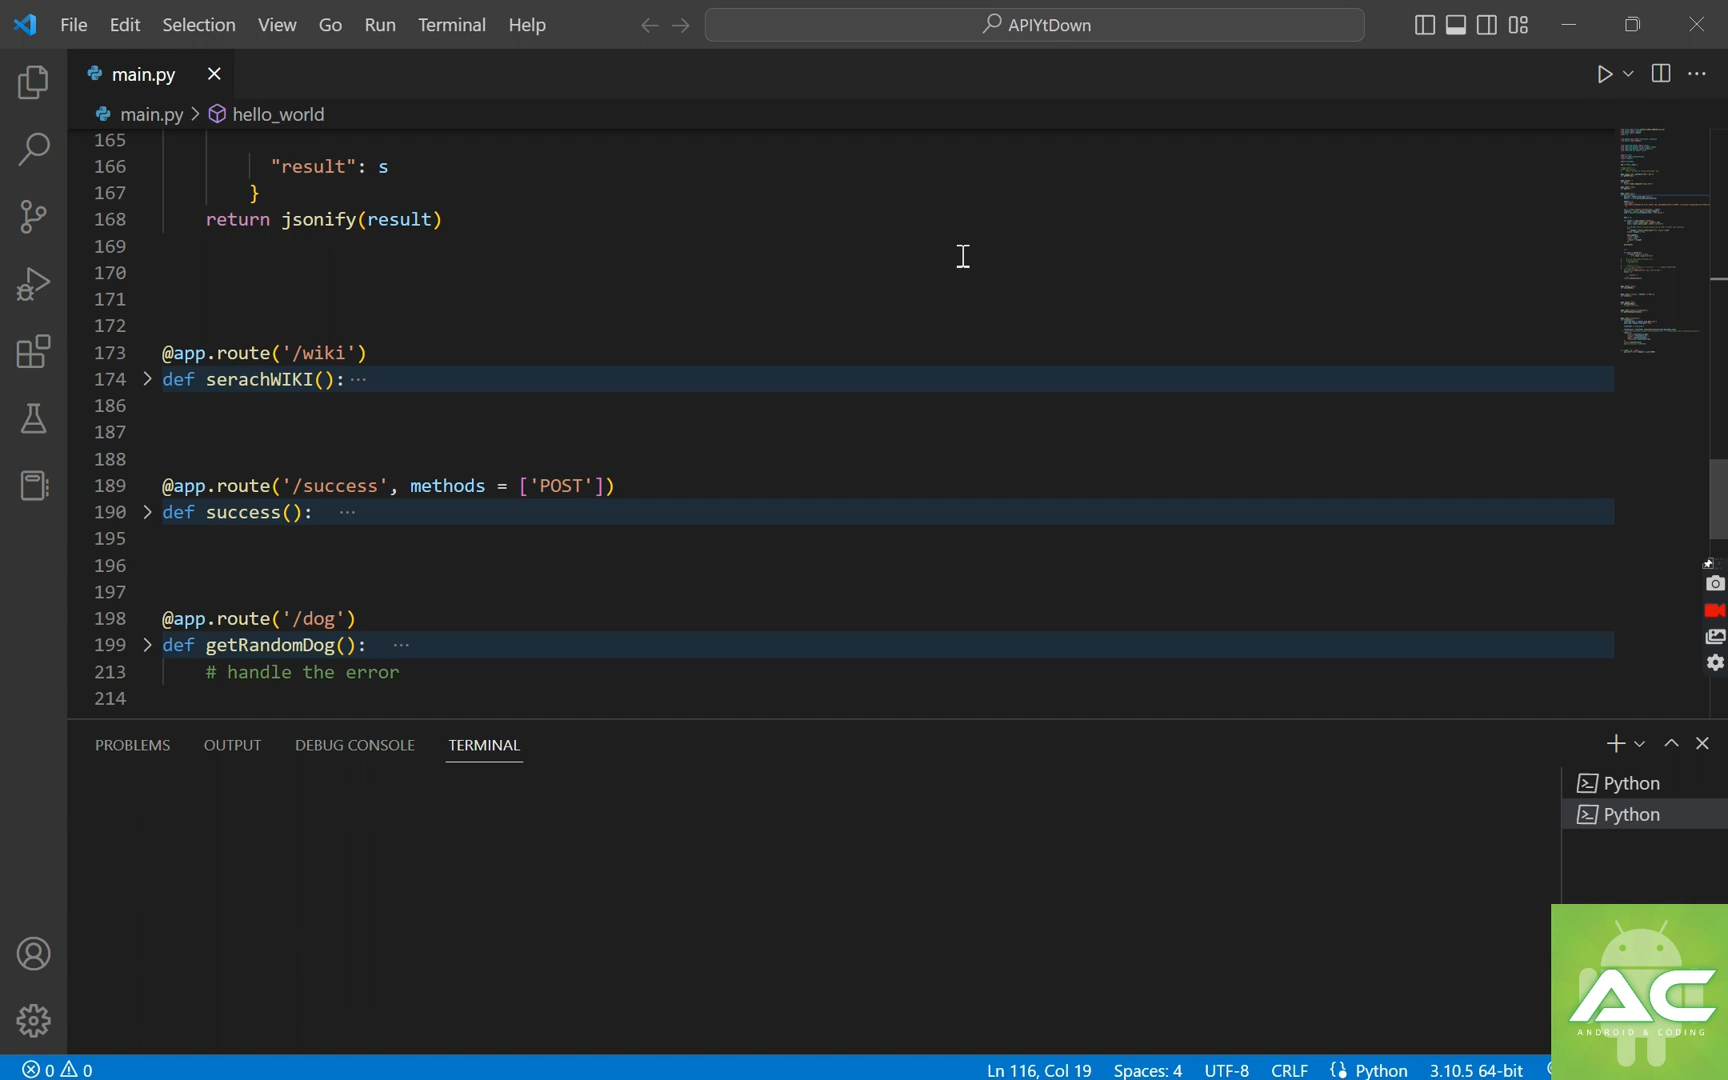 File Edit Selection View Go Run Terminal Help APIYtDown
main.py
main.py > hello_world
165
166 "result": s
167 }
168 return jsonify(result)
169
170
171
172
173 @app.route('/wiki')
174 def serachWIKI():···
186
187
188
189 @app.route('/success', methods = ['POST'])
190 def success(): ···
195
196
197
198 @app.route('/dog')
199 def getRandomDog(): ···
213 # handle the error
214
PROBLEMS OUTPUT DEBUG CONSOLE TERMINAL
Python
Python
AC
ANDROID & CODING
0 0 Ln 116, Col 19 Spaces: 4 UTF-8 CRLF Python 3.10.5 64-bit